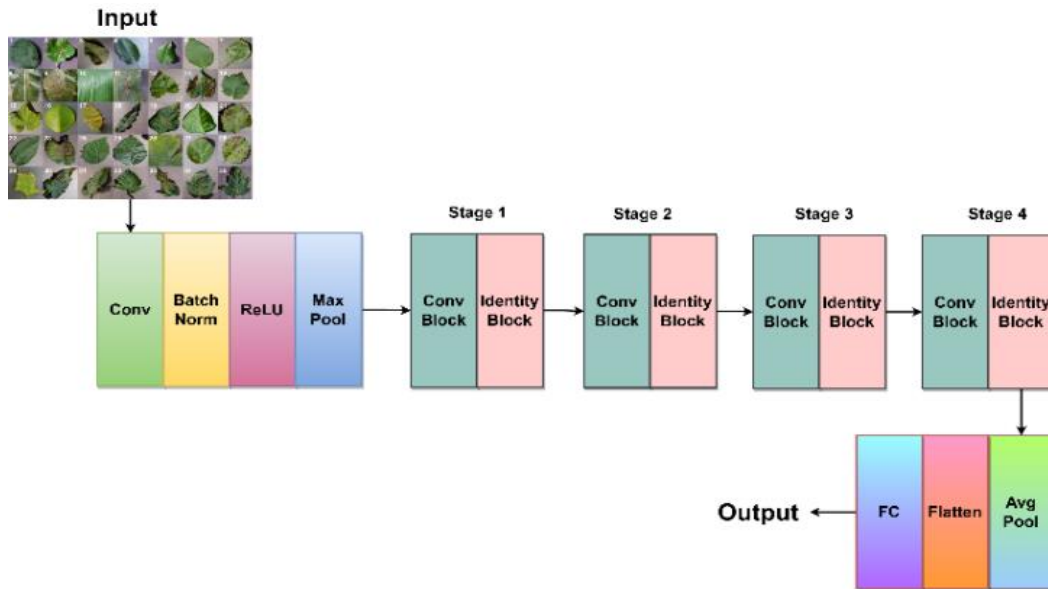 Input
Stage 1
Stage 2
Stage 3
Stage 4
Conv
Batch
Norm
ReLU
Max
Pool
Conv
Block
Identity
Block
Conv
Block
Identity
Block
Conv
Block
Identity
Block
Conv
Block
Identity
Block
Output
FC
Flatten
Avg
Pool